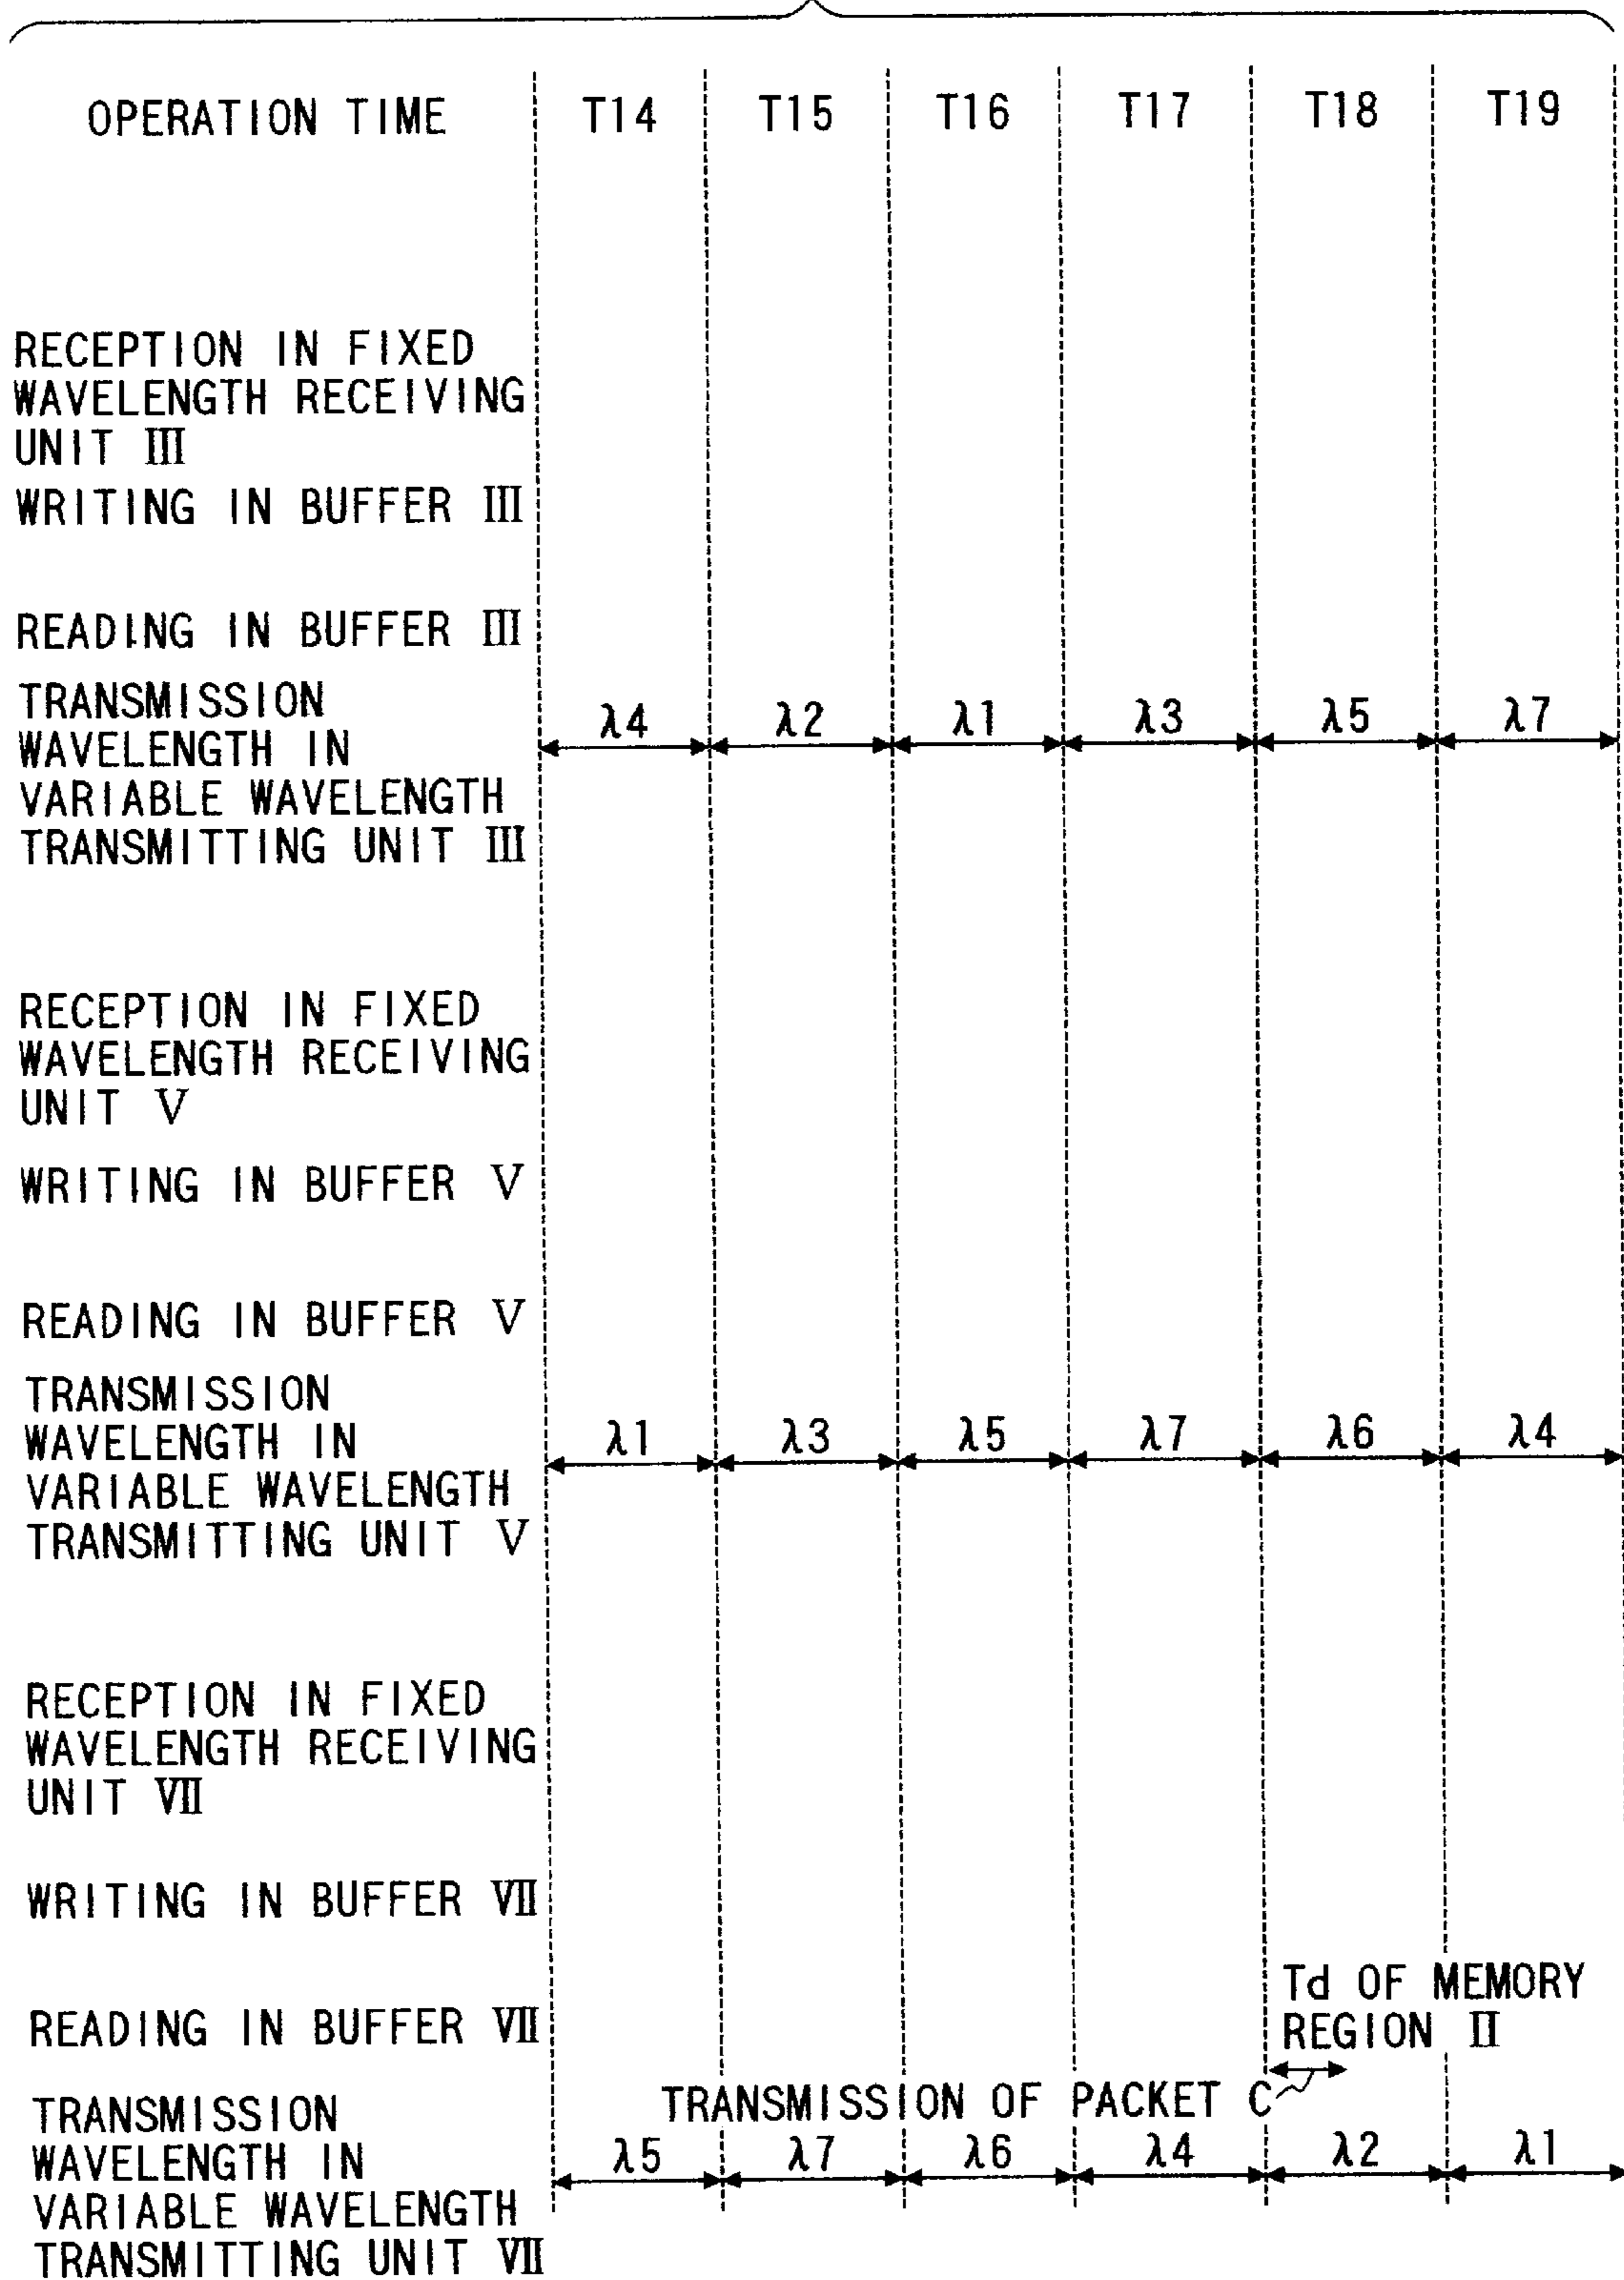 OPERATION TIME T14 T15 T16 T17 T18 T19
RECEPTION IN FIXED
WAVELENGTH RECEIVING
UNIT III
WRITING IN BUFFER III
READING IN BUFFER III
TRANSMISSION
WAVELENGTH IN
VARIABLE WAVELENGTH
TRANSMITTING UNIT III
λ4 λ2 λ1 λ3 λ5 λ7
RECEPTION IN FIXED
WAVELENGTH RECEIVING
UNIT V
WRITING IN BUFFER V
READING IN BUFFER V
TRANSMISSION
WAVELENGTH IN
VARIABLE WAVELENGTH
TRANSMITTING UNIT V
λ1 λ3 λ5 λ7 λ6 λ4
RECEPTION IN FIXED
WAVELENGTH RECEIVING
UNIT VII
WRITING IN BUFFER VII
READING IN BUFFER VII
Td OF MEMORY
REGION II
TRANSMISSION OF PACKET C
TRANSMISSION
WAVELENGTH IN
VARIABLE WAVELENGTH
TRANSMITTING UNIT VII
λ5 λ7 λ6 λ4 λ2 λ1